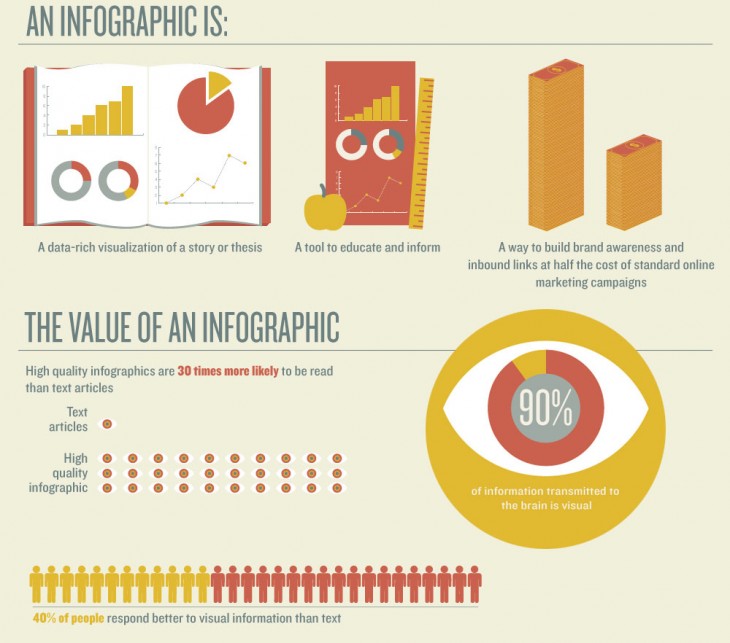 AN INFOGRAPHIC IS:
A data-rich visualization of a story or thesis
A tool to educate and inform
A way to build brand awareness and
inbound links at half the cost of standard online
marketing campaigns
THE VALUE OF AN INFOGRAPHIC
High quality infographics are 30 times more likely to be read
than text articles
Text
articles
High
quality
infographic
90%
of information transmitted to
the brain is visual
40% of people respond better to visual information than text